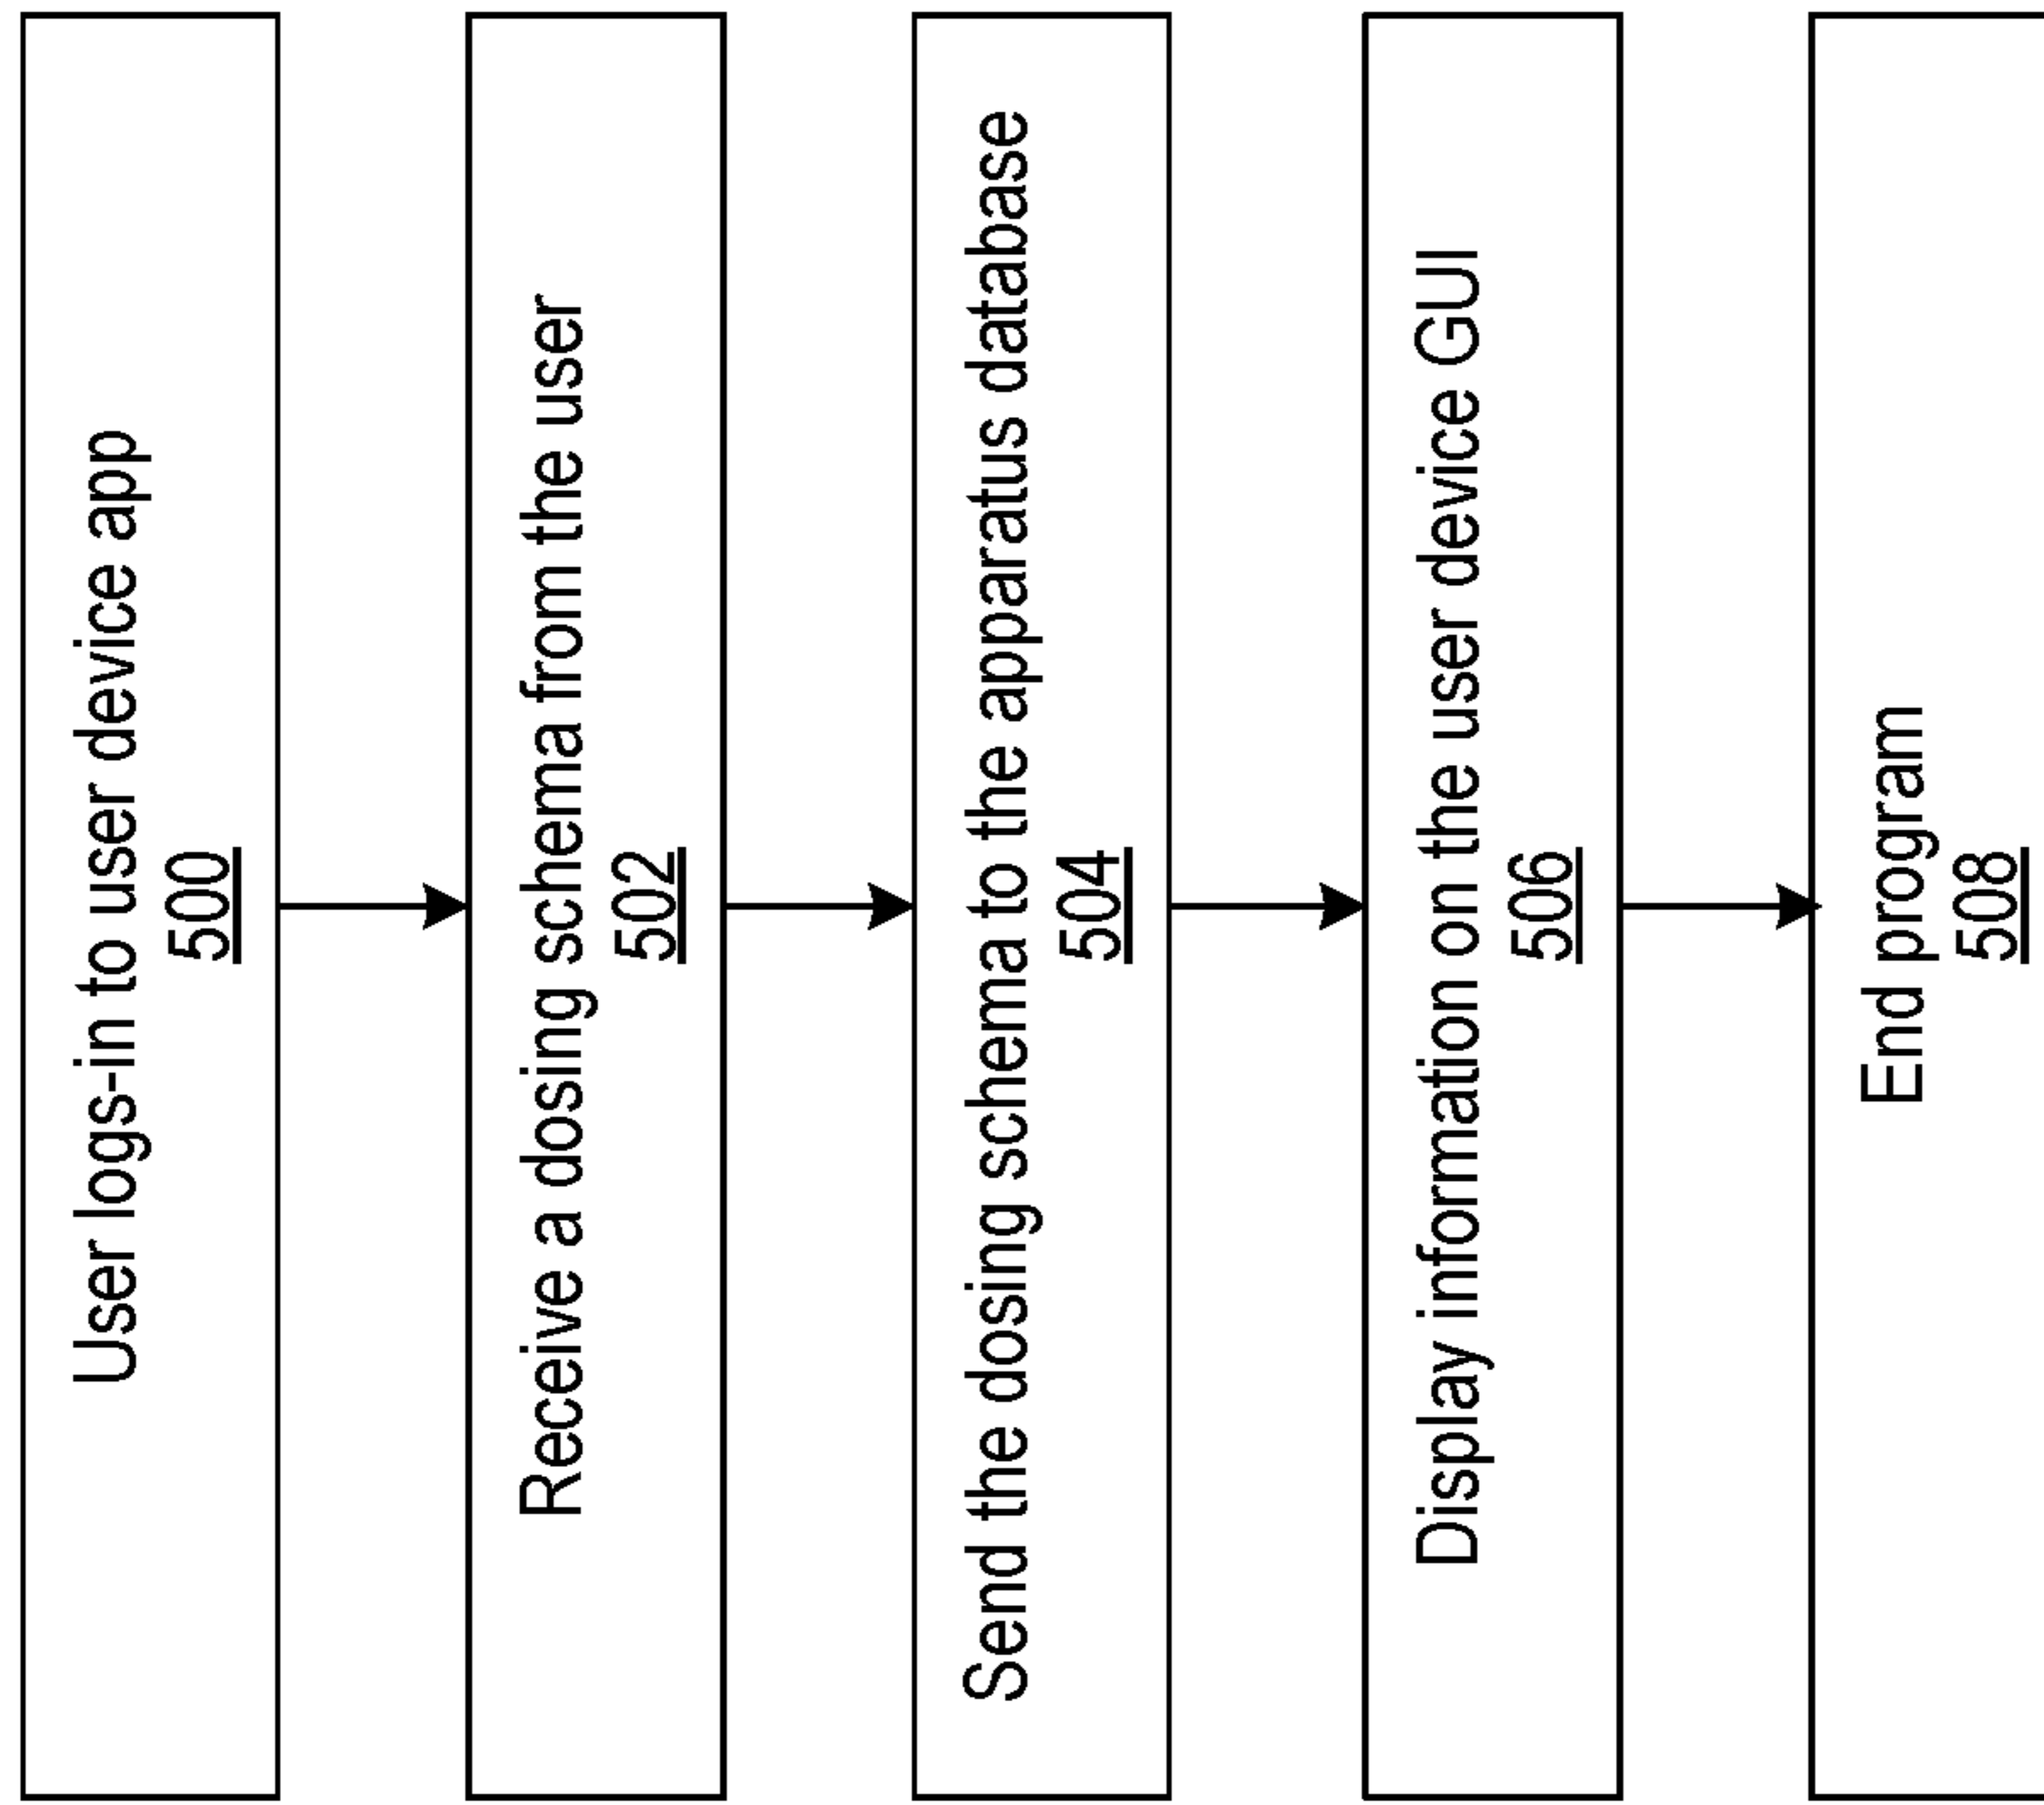 User logs-in to user device app
500
Receive a dosing schema from the user
502
Send the dosing schema to the apparatus database
504
Display information on the user device GUI
506
End program
508